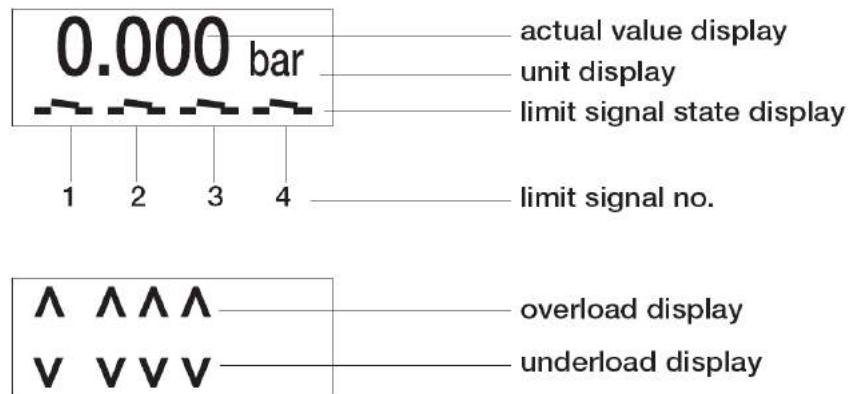 0.000 bar
actual value display
unit display
limit signal state display
1 2 3 4
limit signal no.
Λ Λ Λ Λ
overload display
V V V V
underload display